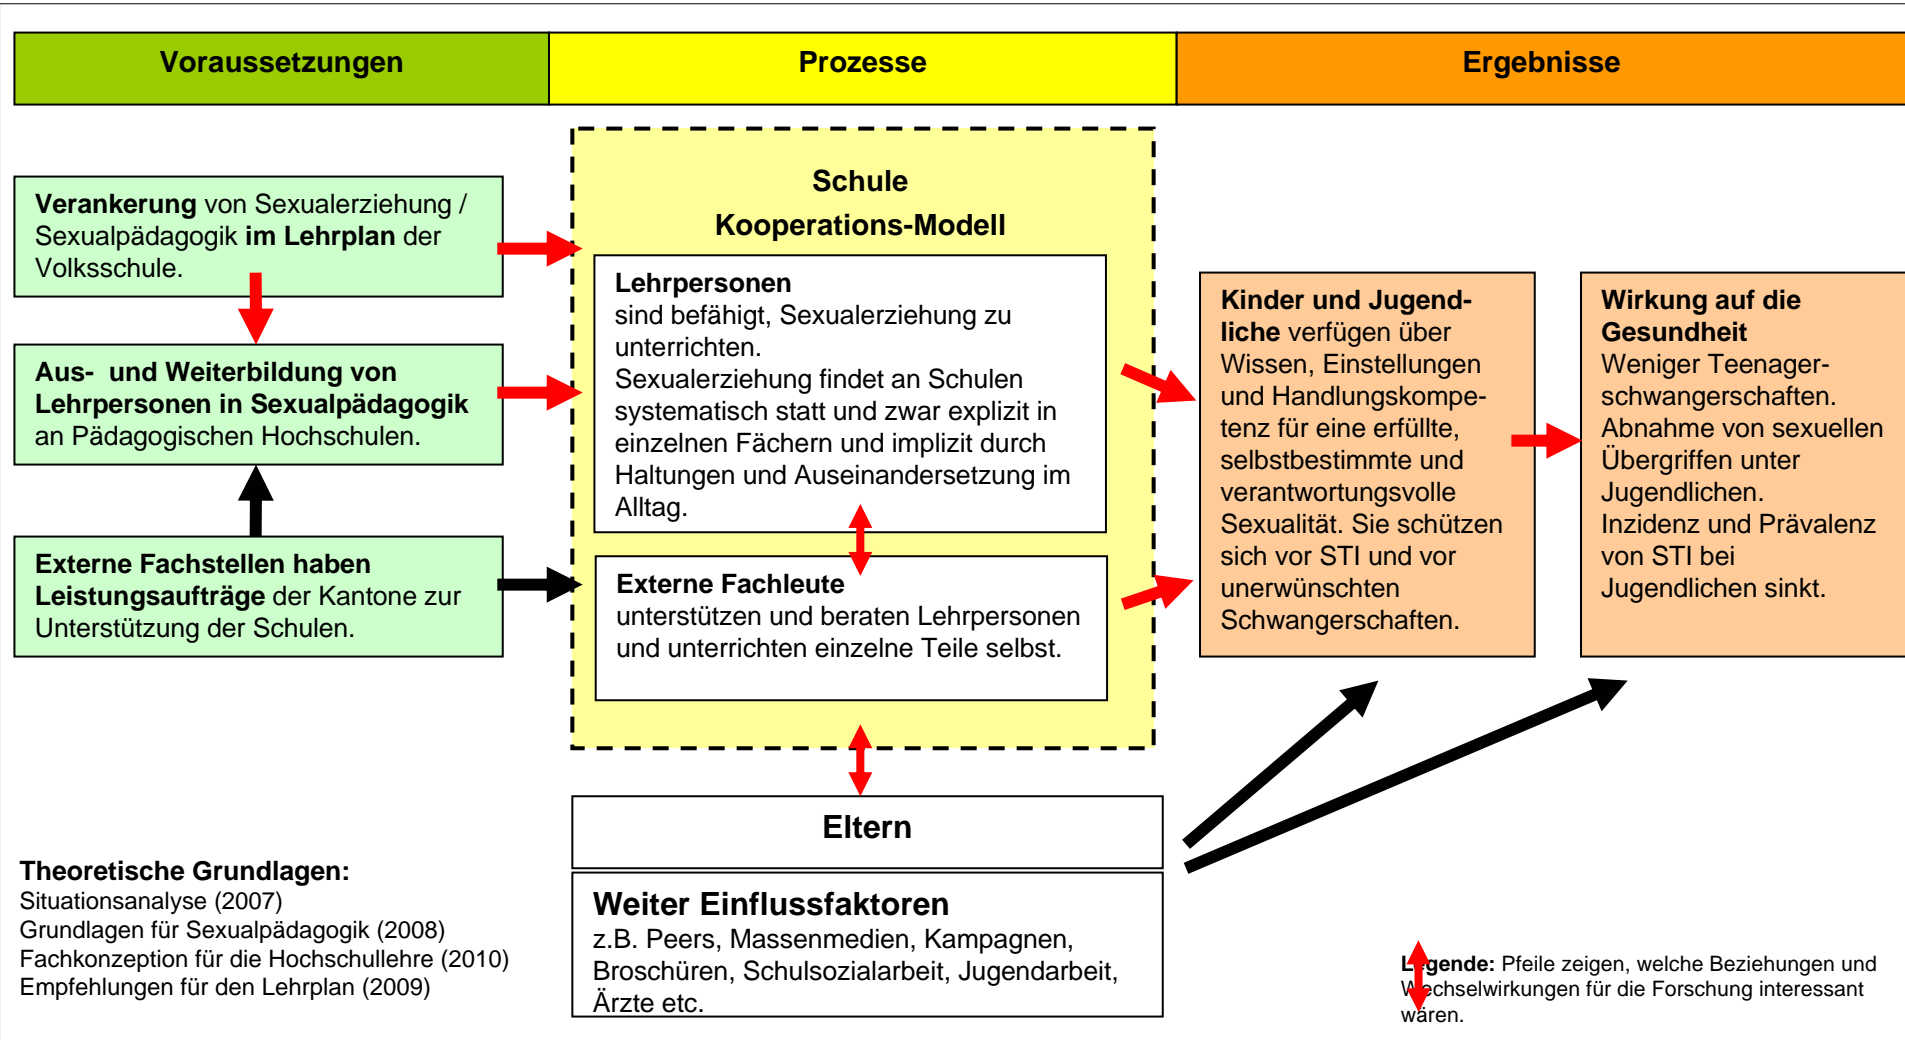 Voraussetzungen
Prozesse
Ergebnisse
Verankerung von Sexualerziehung /
Sexualpädagogik im Lehrplan der
Volksschule.
Aus- und Weiterbildung von
Lehrpersonen in Sexualpädagogik
an Pädagogischen Hochschulen.
Externe Fachstellen haben
Leistungsaufträge der Kantone zur
Unterstützung der Schulen.
Schule
Kooperations-Modell
Lehrpersonen
sind befähigt, Sexualerziehung zu
unterrichten.
Sexualerziehung findet an Schulen
systematisch statt und zwar explizit in
einzelnen Fächern und implizit durch
Haltungen und Auseinandersetzung im
Alltag.
Externe Fachleute
unterstützen und beraten Lehrpersonen
und unterrichten einzelne Teile selbst.
Kinder und Jugend-
liche verfügen über
Wissen, Einstellungen
und Handlungskompe-
tenz für eine erfüllte,
selbstbestimmte und
verantwortungsvolle
Sexualität. Sie schützen
sich vor STI und vor
unerwünschten
Schwangerschaften.
Wirkung auf die
Gesundheit
Weniger Teenager-
schwangerschaften.
Abnahme von sexuellen
Übergriffen unter
Jugendlichen.
Inzidenz und Prävalenz
von STI bei
Jugendlichen sinkt.
Eltern
Weiter Einflussfaktoren
z.B. Peers, Massenmedien, Kampagnen,
Broschüren, Schulsozialarbeit, Jugendarbeit,
Ärzte etc.
Theoretische Grundlagen:
Situationsanalyse (2007)
Grundlagen für Sexualpädagogik (2008)
Fachkonzeption für die Hochschullehre (2010)
Empfehlungen für den Lehrplan (2009)
Legende: Pfeile zeigen, welche Beziehungen und
Wechselwirkungen für die Forschung interessant
wären.